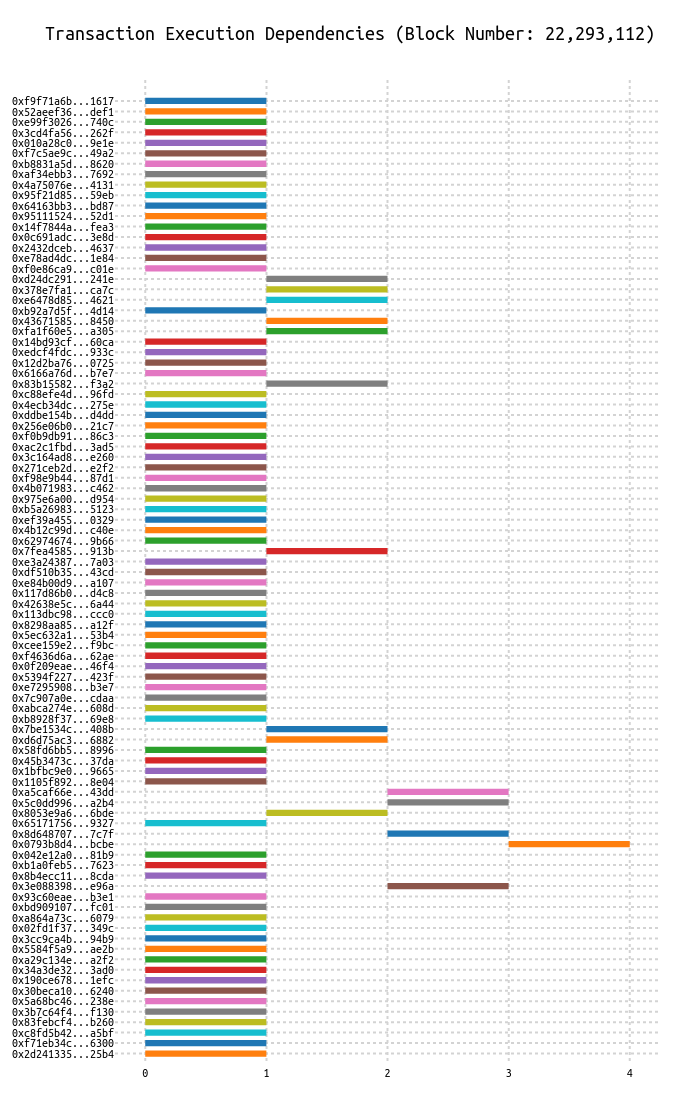 Transaction Execution Dependencies (Block Number: 22,293,112)
0xf9f71a6b...1617
0x52aeef36...def1
0xe99f3026...740c
0x3cd4fa56...262f
0x010a28c0...9e1e
0xf7c5ae9c...49a2
0xb8831a5d...8620
0xaf34ebb3...7692
0x4a75076e...4131
0x95f21d85...59eb
0x64163bb3...bd87
0x95111524...52d1
0x14f7844a...fea3
0x0c691adc...3e8d
0x2432dceb...4637
0xe78ad4dc...1e84
0xf0e86ca9...c01e
0xd24dc291...241e
0x378e7fa1...ca7c
0xe6478d85...4621
0xb92a7d5f...4d14
0x43671585...8450
0xfa1f60e5...a305
0x14bd93cf...60ca
0xedcf4fdc...933c
0x12d2ba76...0725
0x6166a76d...b7e7
0x83b15582...f3a2
0xc88efe4d...96fd
0x4ecb34dc...275e
0xddbe154b...d4dd
0x256e06b0...21c7
0xf0b9db91...86c3
0xac2c1fbd...3ad5
0x3c164ad8...e260
0x271ceb2d...e2f2
0xf98e9b44...87d1
0x4b071983...c462
0x975e6a00...d954
0xb5a26983...5123
0xef39a455...0329
0x4b12c99d...c40e
0x62974674...9b66
0x7fea4585...913b
0xe3a24387...7a03
0xdf510b35...43cd
0xe84b00d9...a107
0x117d86b0...d4c8
0x42638e5c...6a44
0x113dbc98...ccc0
0x8298aa85...a12f
0x5ec632a1...53b4
0xcee159e2...f9bc
0xf4636d6a...62ae
0x0f209eae...46f4
0x5394f227...423f
0xe7295908...b3e7
0x7c907a0e...cdaa
0xabca274e...608d
0xb8928f37...69e8
0x7be1534c...408b
0xd6d75ac3...6882
0x58fd6bb5...8996
0x45b3473c...37da
0x1bfbc9e0...9665
0x1105f892...8e04
0xa5caf66e...43dd
0x5c0dd996...a2b4
0x8053e9a6...6bde
0x65171756...9327
0x8d648707...7c7f
0x0793b8d4...bcbe
0x042e12a0...81b9
0xb1a0feb5...7623
0x8b4ecc11...8cda
0x3e088398...e96a
0x93c60eae...b3e1
0xbd909107...fc01
0xa864a73c...6079
0x02fd1f37...349c
0x3cc9ca4b...94b9
0x5584f5a9...ae2b
0xa29c134e...a2f2
0x34a3de32...3ad0
0x190ce678...1efc
0x30beca10...6240
0x5a68bc46...238e
0x3b7c64f4...f130
0x83febcf4...b260
0xc8fd5b42...a5bf
0xf71eb34c...6300
0x2d241335...25b4
0 1 2 3 4